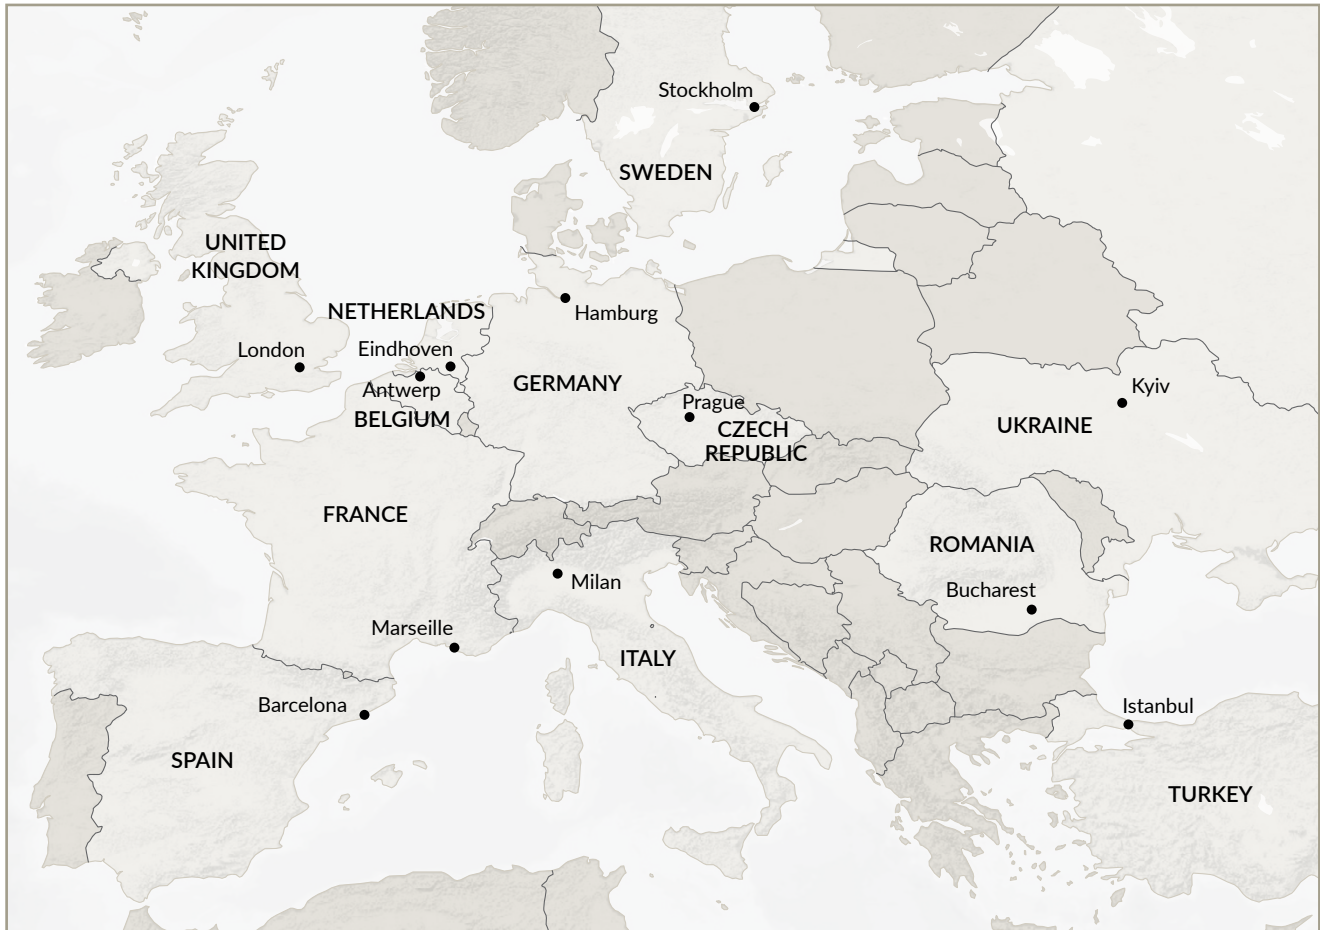 Stockholm
SWEDEN
UNITED
KINGDOM
NETHERLANDS
Hamburg
London
Eindhoven
Antwerp
BELGIUM
GERMANY
Prague
CZECH
REPUBLIC
Kyiv
UKRAINE
FRANCE
ROMANIA
Milan
Bucharest
Marseille
ITALY
Barcelona
Istanbul
SPAIN
TURKEY